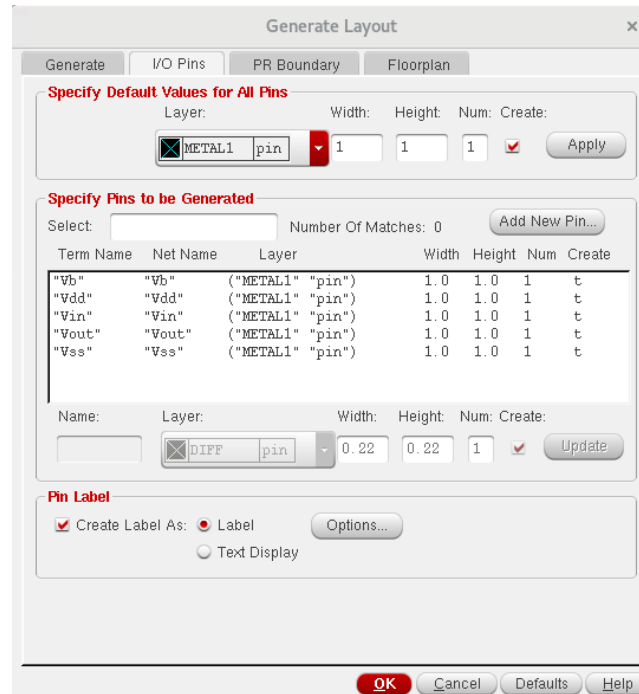 Generate Layout ×
Generate I/O Pins PR Boundary Floorplan
Specify Default Values for All Pins
Layer: Width: Height: Num: Create:
METAL1 pin 1 1 1 Apply
Specify Pins to be Generated
Select: Number Of Matches: 0 Add New Pin...
Term Name Net Name Layer Width Height Num Create
"Vb" "Vb" ("METAL1" "pin") 1.0 1.0 1 t
"Vdd" "Vdd" ("METAL1" "pin") 1.0 1.0 1 t
"Vin" "Vin" ("METAL1" "pin") 1.0 1.0 1 t
"Vout" "Vout" ("METAL1" "pin") 1.0 1.0 1 t
"Vss" "Vss" ("METAL1" "pin") 1.0 1.0 1 t
Name: Layer: Width: Height: Num: Create:
DIFF pin 0.22 0.22 1 Update
Pin Label
Create Label As: Label Options...
Text Display
OK Cancel Defaults Help